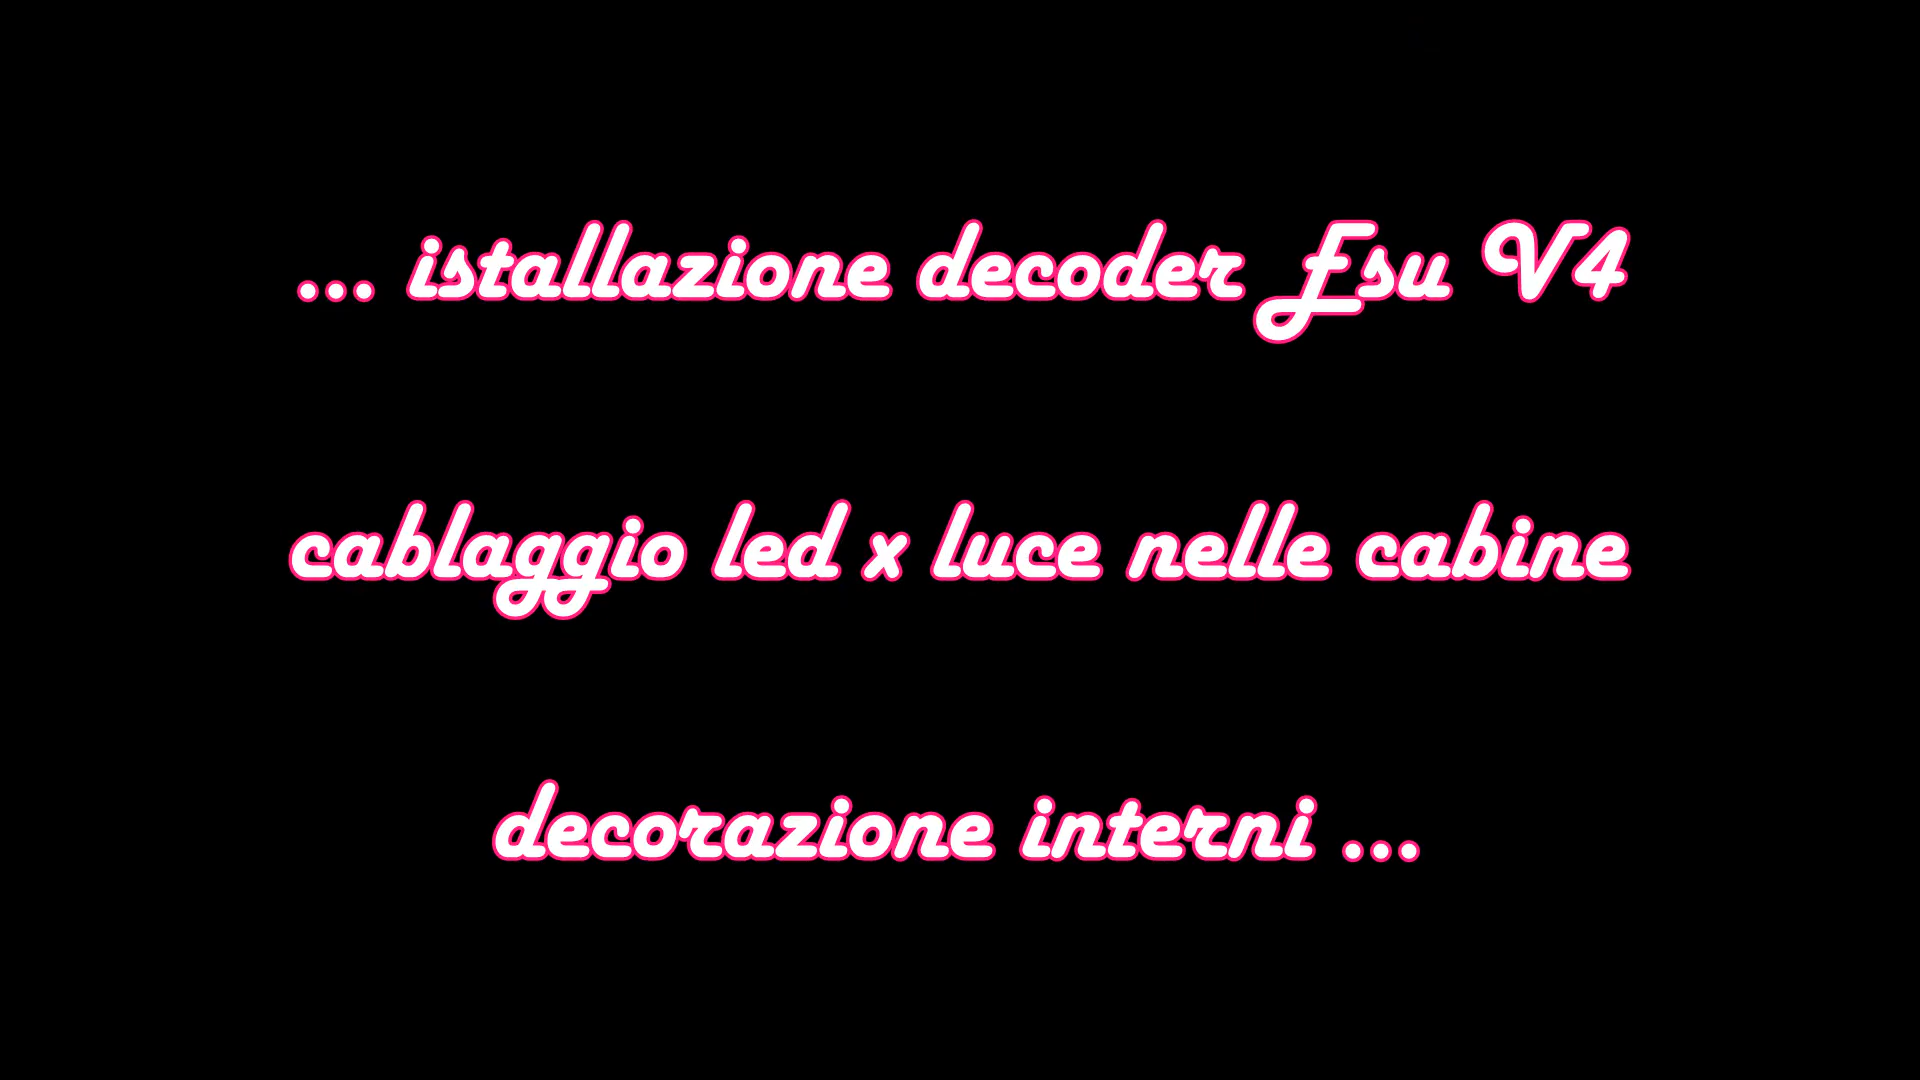 ... istallazione decoder Esu V4
cablaggio led x luce nelle cabine
decorazione interni ...